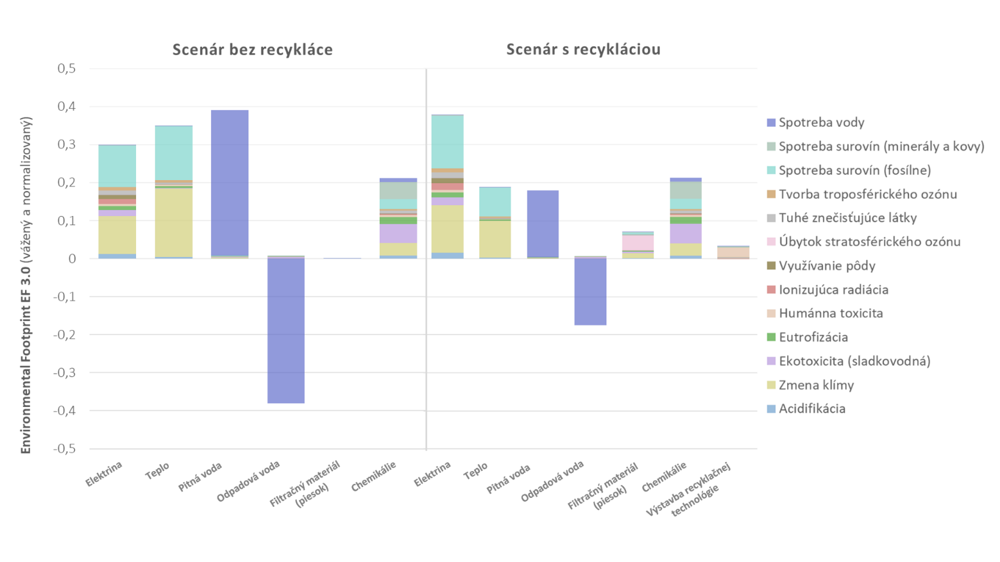 Scenár bez recykláce
Scenár s recykláciou
Environmental Footprint EF 3.0 (vážený a normalizovaný)
0,5
0,4
0,3
0,2
0,1
0
-0,1
-0,2
-0,3
-0,4
-0,5
Elektrina
Teplo
Pitná voda
Odpadová voda
Filtračný materiál
(piesok)
Chemikálie
Elektrina
Teplo
Pitná voda
Odpadová voda
Filtračný materiál
(piesok)
Chemikálie
Výstavba recyklačnej
technológie
Spotreba vody
Spotreba surovín (minerály a kovy)
Spotreba surovín (fosílne)
Tvorba troposférického ozónu
Tuhé znečisťujúce látky
Úbytok stratosférického ozónu
Využívanie pôdy
Ionizujúca radiácia
Humánna toxicita
Eutrofizácia
Ekotoxicita (sladkovodná)
Zmena klímy
Acidifikácia